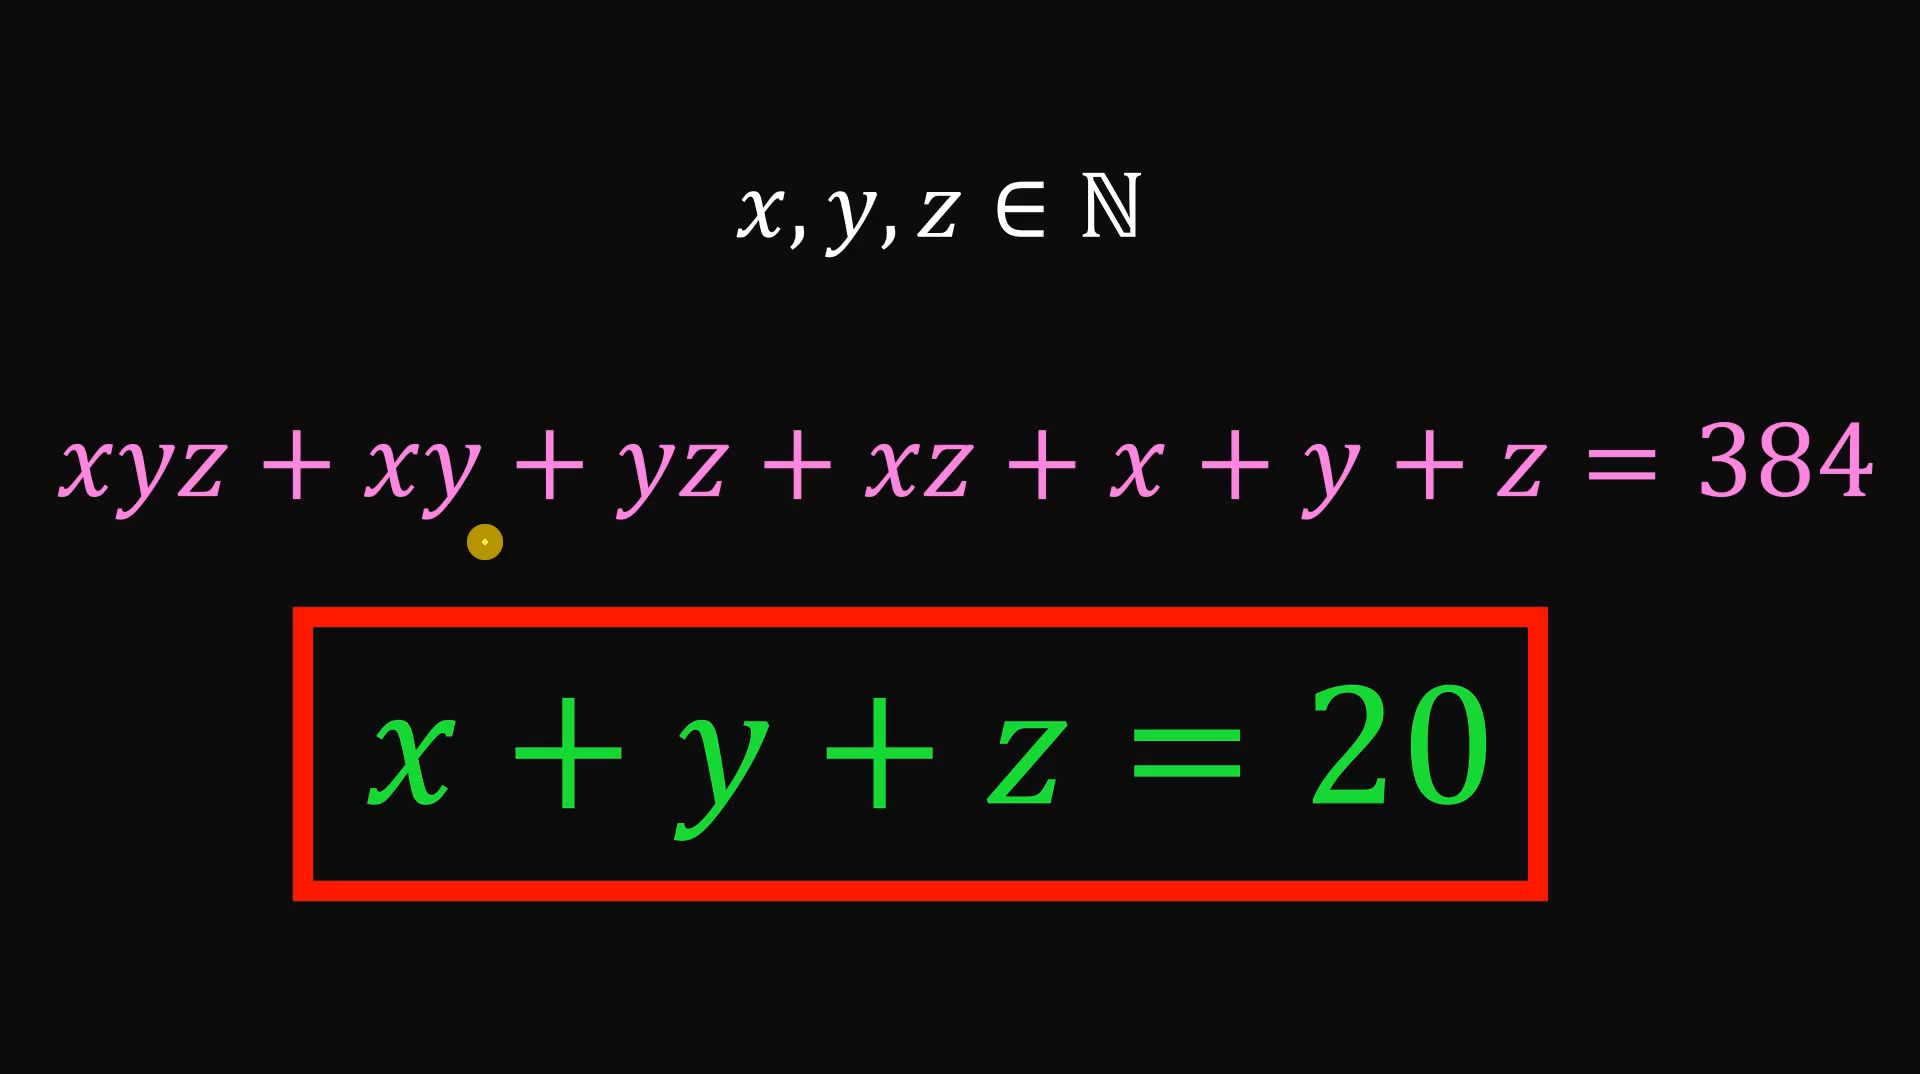 x, y, z ∈ ℕ
xyz + xy + yz + xz + x + y + z = 384
x + y + z = 20